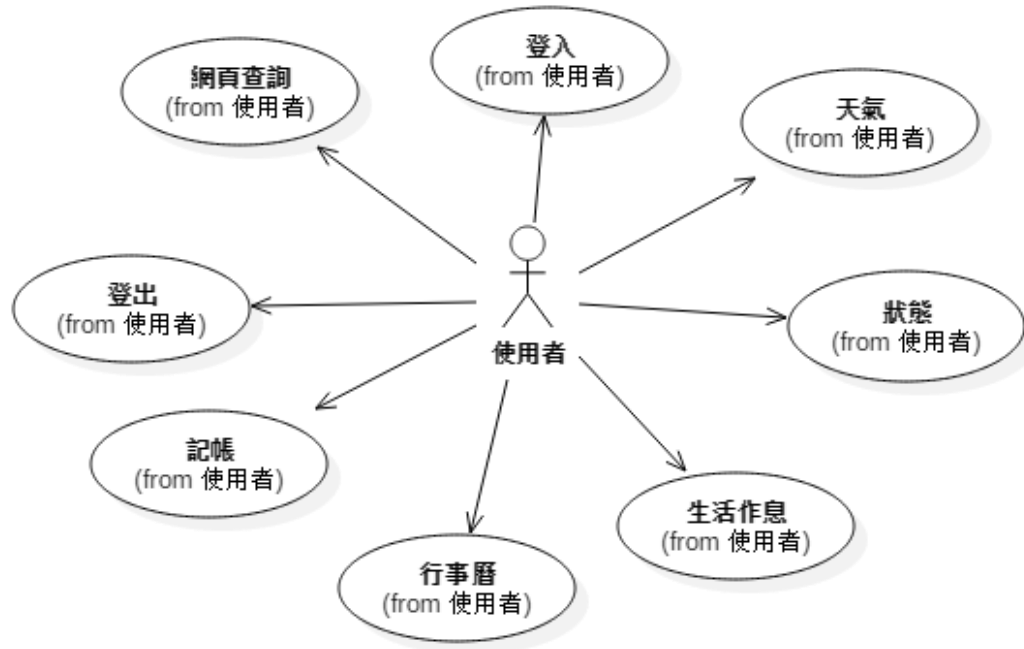 登入
(from 使用者)
網頁查詢
(from 使用者)
天氣
(from 使用者)
登出
(from 使用者)
狀態
(from 使用者)
使用者
記帳
(from 使用者)
生活作息
(from 使用者)
行事曆
(from 使用者)